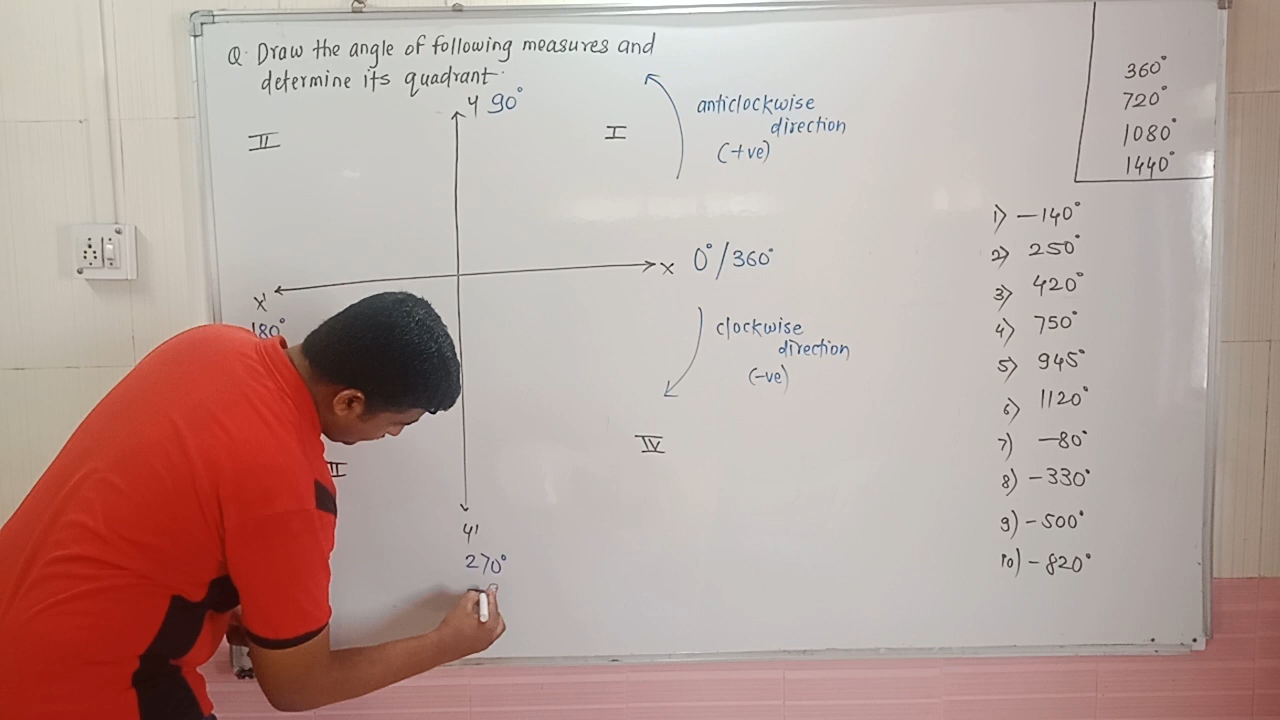 Q. Draw the angle of following measures and
determine its quadrant.
Y 90°
II
I
anticlockwise
direction
(+ve)
X 0°/360°
X'
180°
clockwise
direction
(-ve)
IV
II
Y'
270°
360°
720°
1080°
1440°
1) -140°
2) 250°
3) 420°
4) 750°
5) 945°
6) 1120°
7) -80°
8) -330°
9) -500°
10) -820°